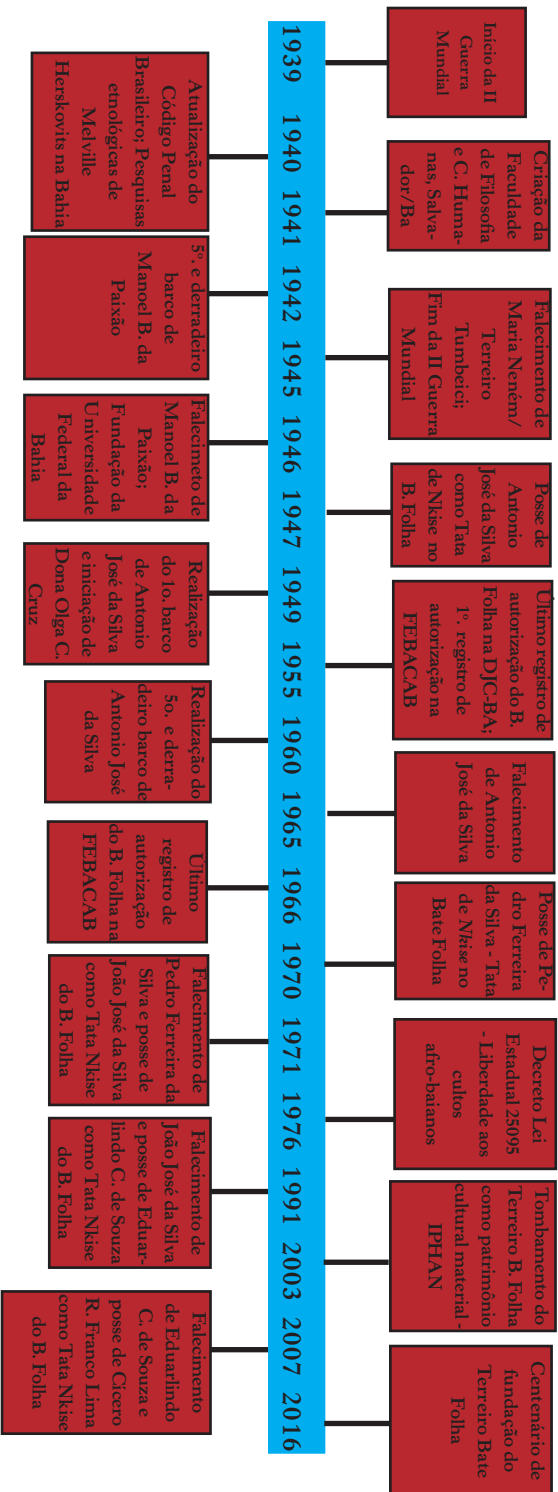 Início da II
Guerra
Mundial
Criação da
Faculdade
de Filosofia
e C. Huma-
nas, Salva-
dor/Ba
Falecimento de
Maria Neném/
Terreiro
Tumbeici;
Fim da II Guerra
Mundial
Posse de
Antonio
José da Silva
como Tata
de Nkise no
B. Folha
Último registro de
autorização do B.
Folha na DJC-BA;
1º. registro de
autorização na
FEBACAB
Falecimento
de Antonio
José da Silva
Posse de Pe-
dro Ferreira
da Silva - Tata
de Nkise no
Bate Folha
Decreto Lei
Estadual 25095
- Liberdade aos
cultos
afro-baianos
Tombamento do
Terreiro B. Folha
como patrimônio
cultural material -
IPHAN
Centenário de
fundação do
Terreiro Bate
Folha
1939 1940 1941 1942 1945 1946 1947 1949 1955 1960 1965 1966 1970 1971 1976 1991 2003 2007 2016
Atualização do
Código Penal
Brasileiro; Pesquisas
etnológicas de
Melville
Herskovits na Bahia
5º. e derradeiro
barco de
Manoel B. da
Paixão
Falecimeto de
Manoel B. da
Paixão;
Fundação da
Universidade
Federal da
Bahia
Realização
do 1o. barco
de Antonio
José da Silva
e iniciação de
Dona Olga C.
Cruz
Realização do
5o. e derra-
deiro barco de
Antonio José
da Silva
Último
registro de
autorização
do B. Folha na
FEBACAB
Falecimento de
Pedro Ferreira da
Silva e posse de
João José da Silva
como Tata Nkise
do B. Folha
Falecimento de
João José da Silva
e posse de Eduar-
lindo C. de Souza
como Tata Nkise
do B. Folha
Falecimento
de Eduarlindo
C. de Souza e
posse de Cicero
R. Franco Lima
como Tata Nkise
do B. Folha